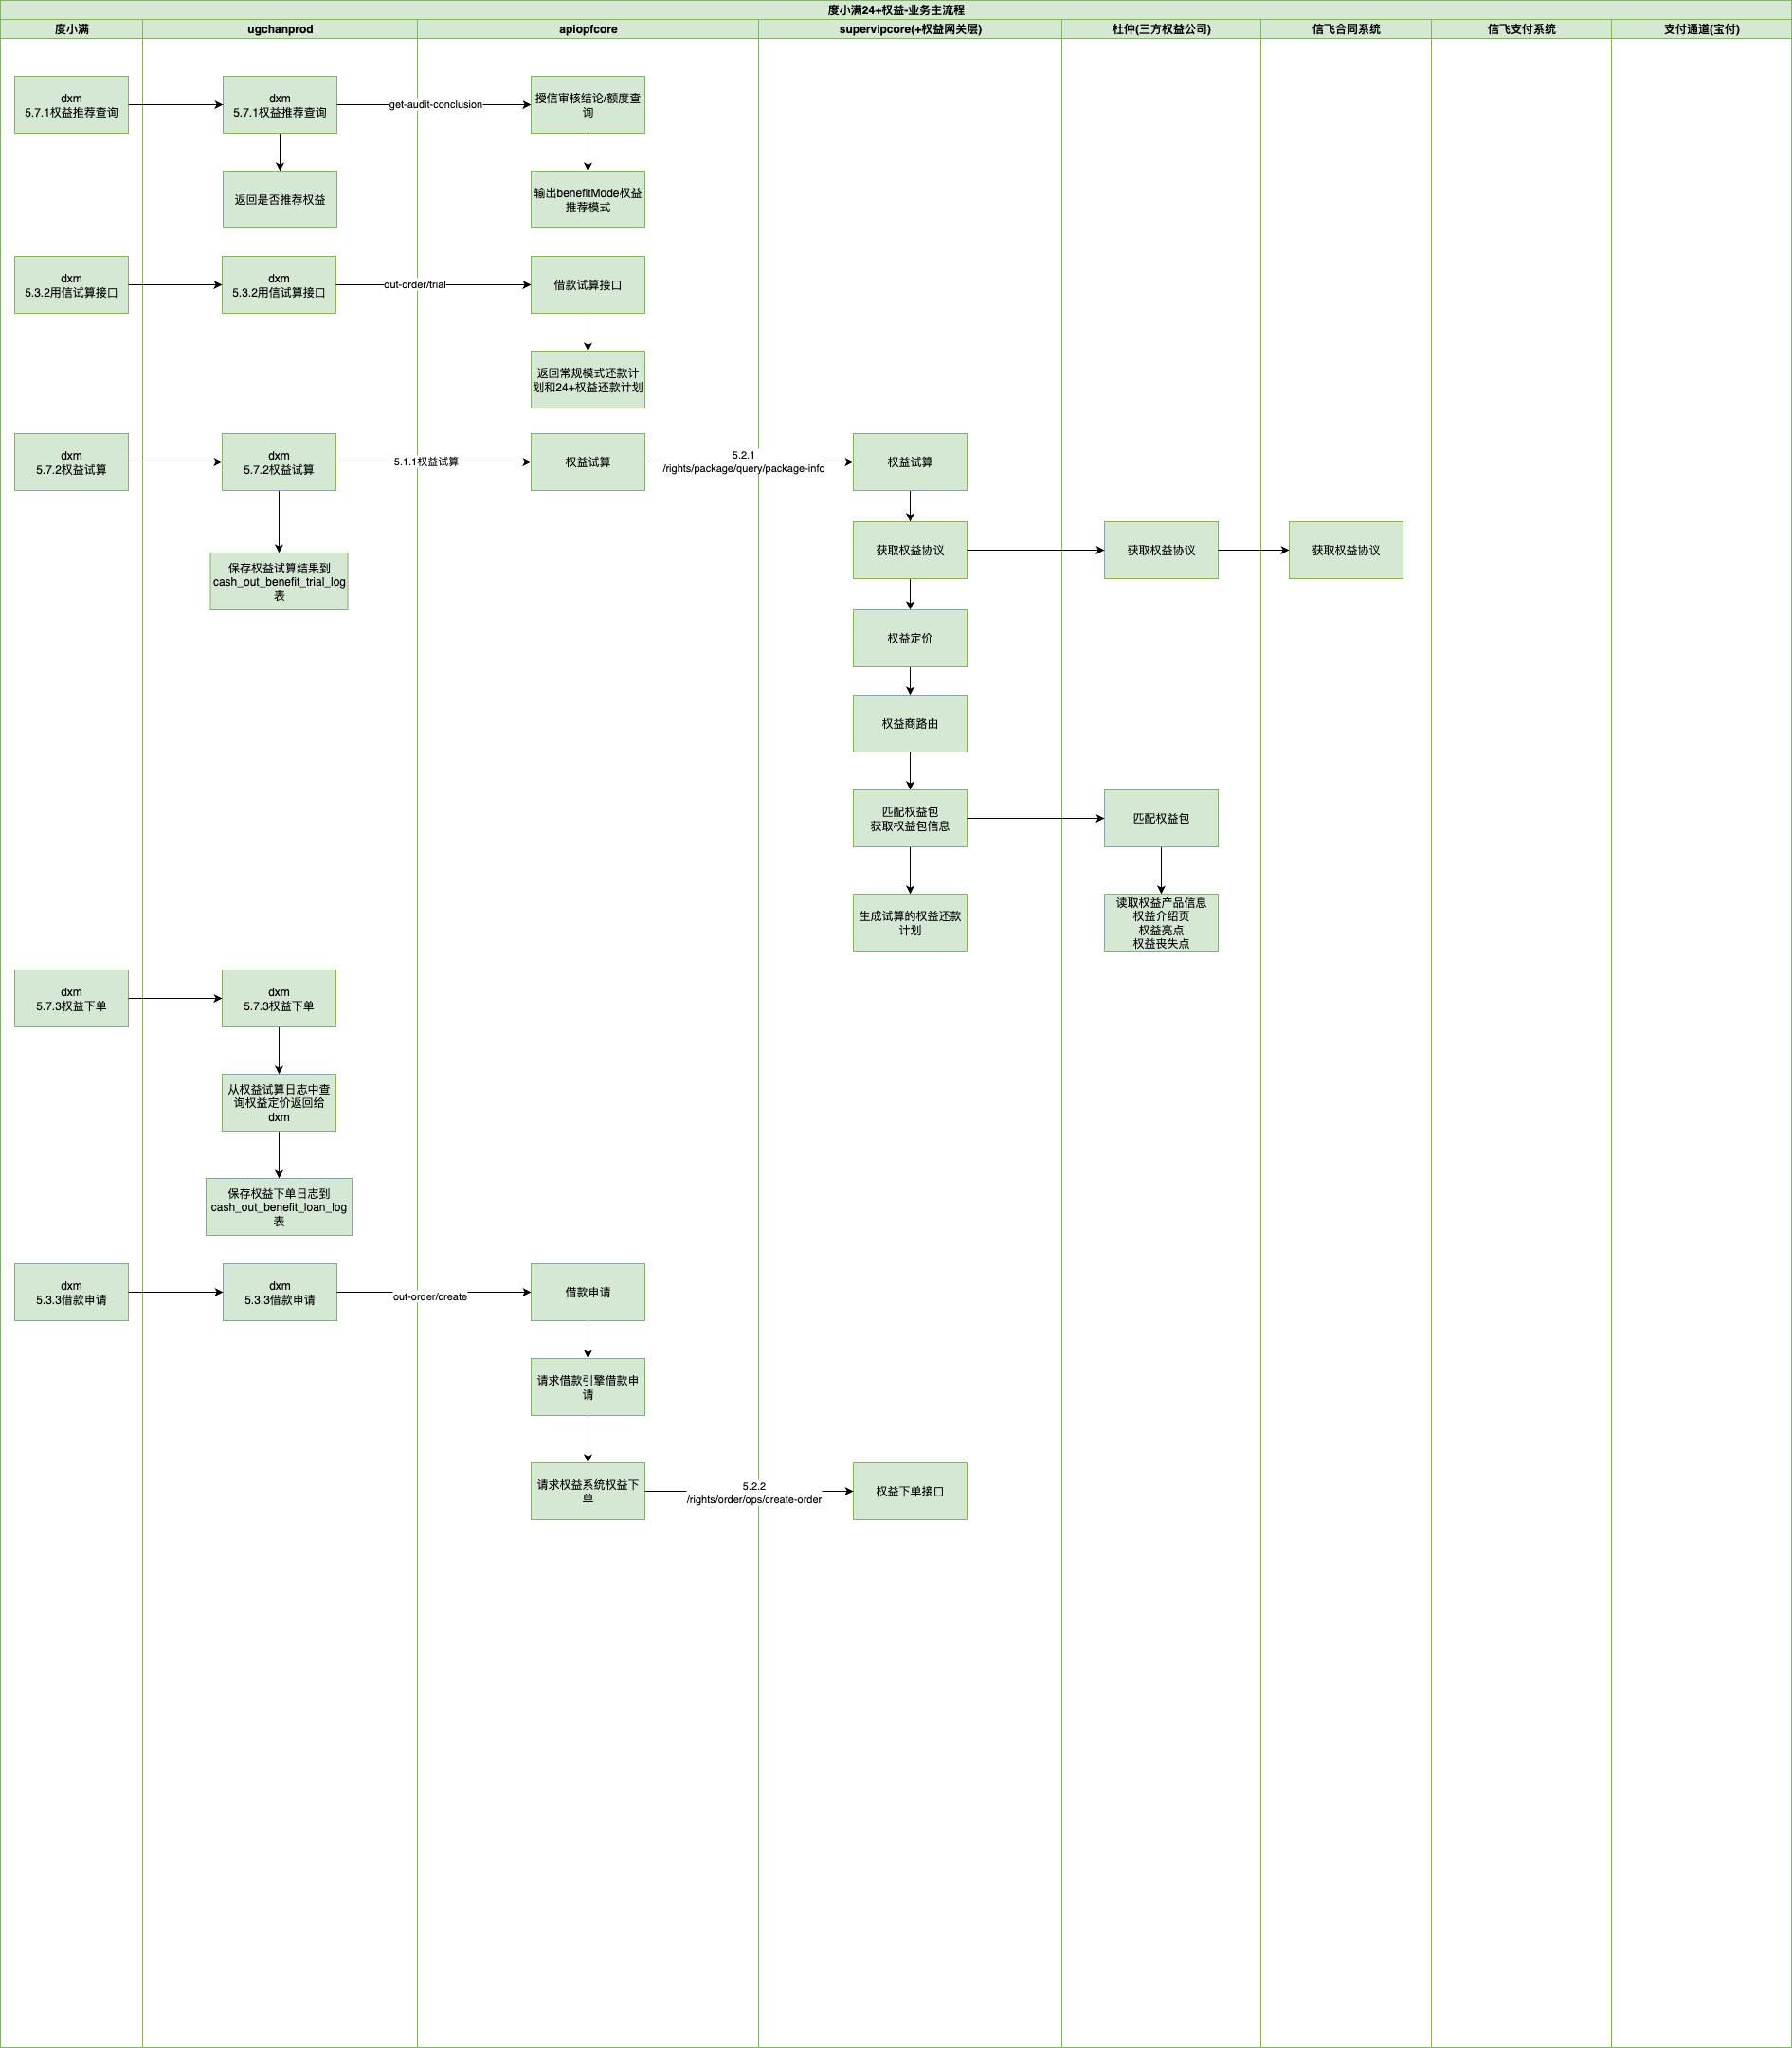 度小满24+权益-业务主流程
度小满
ugchanprod
apiopfcore
supervipcore(+权益网关层)
杜仲(三方权益公司)
信飞合同系统
信飞支付系统
支付通道(宝付)
dxm
5.7.1权益推荐查询
dxm
5.7.1权益推荐查询
get-audit-conclusion
授信审核结论/额度查
询
返回是否推荐权益
输出benefitMode权益
推荐模式
dxm
5.3.2用信试算接口
dxm
5.3.2用信试算接口
out-order/trial
借款试算接口
返回常规模式还款计
划和24+权益还款计划
dxm
5.7.2权益试算
dxm
5.7.2权益试算
5.1.1权益试算
权益试算
5.2.1
/rights/package/query/package-info
权益试算
保存权益试算结果到
cash_out_benefit_trial_log
表
获取权益协议
获取权益协议
获取权益协议
权益定价
权益商路由
匹配权益包
获取权益包信息
匹配权益包
生成试算的权益还款
计划
读取权益产品信息
权益介绍页
权益亮点
权益丧失点
dxm
5.7.3权益下单
dxm
5.7.3权益下单
从权益试算日志中查
询权益定价返回给
dxm
保存权益下单日志到
cash_out_benefit_loan_log
表
dxm
5.3.3借款申请
dxm
5.3.3借款申请
out-order/create
借款申请
请求借款引擎借款申
请
请求权益系统权益下
单
5.2.2
/rights/order/ops/create-order
权益下单接口